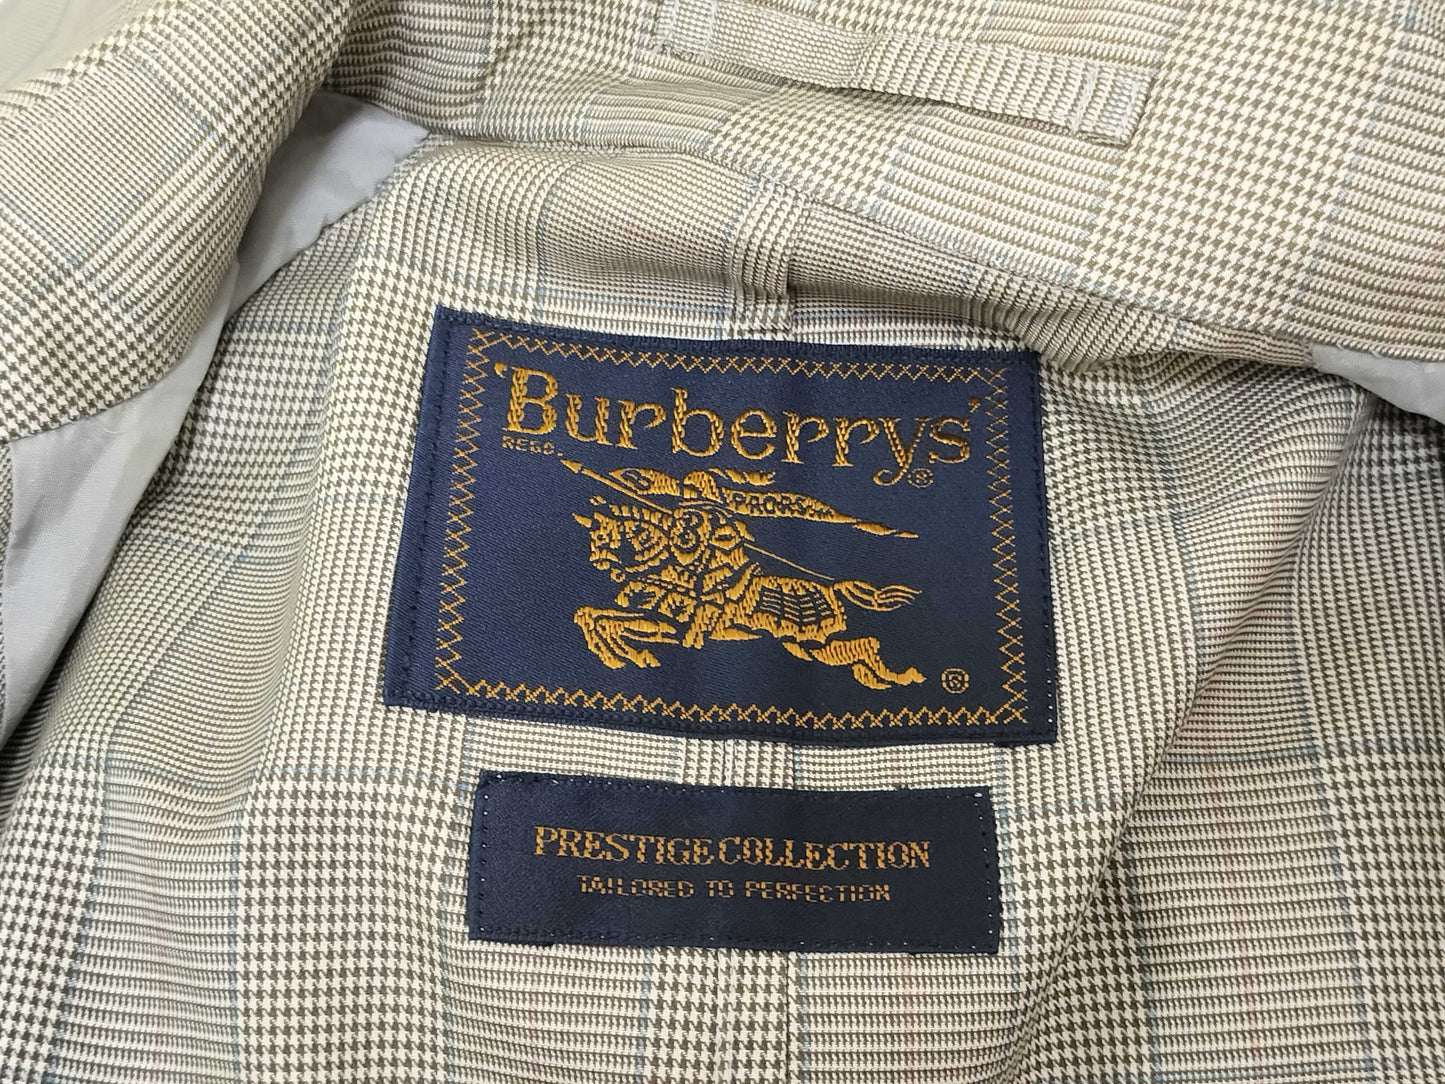 'Burberrys'
REGD.
®
PRORSUM
®
PRESTIGE COLLECTION
TAILORED TO PERFECTION